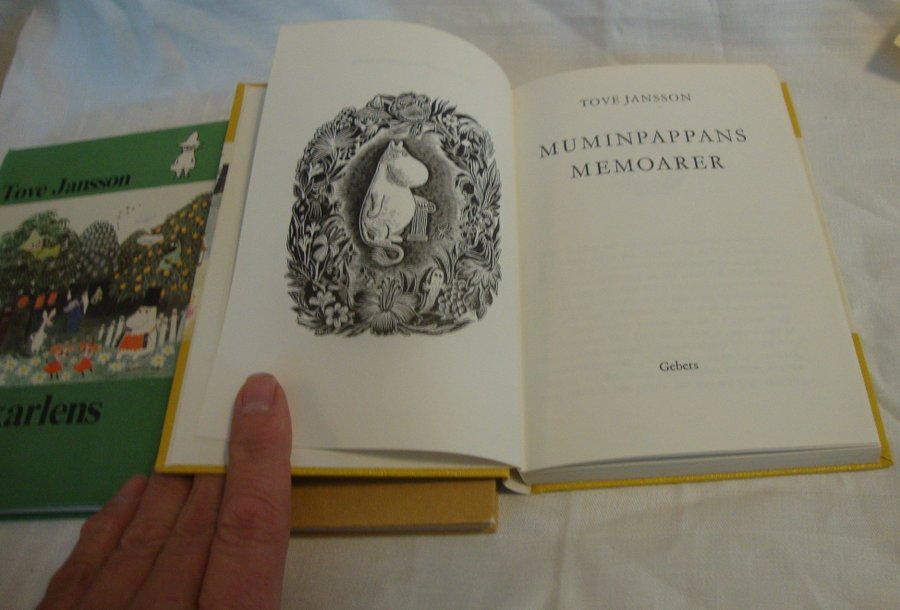 Tove Jansson
karlens
TOVE JANSSON
MUMINPAPPANS
MEMOARER
Gebers